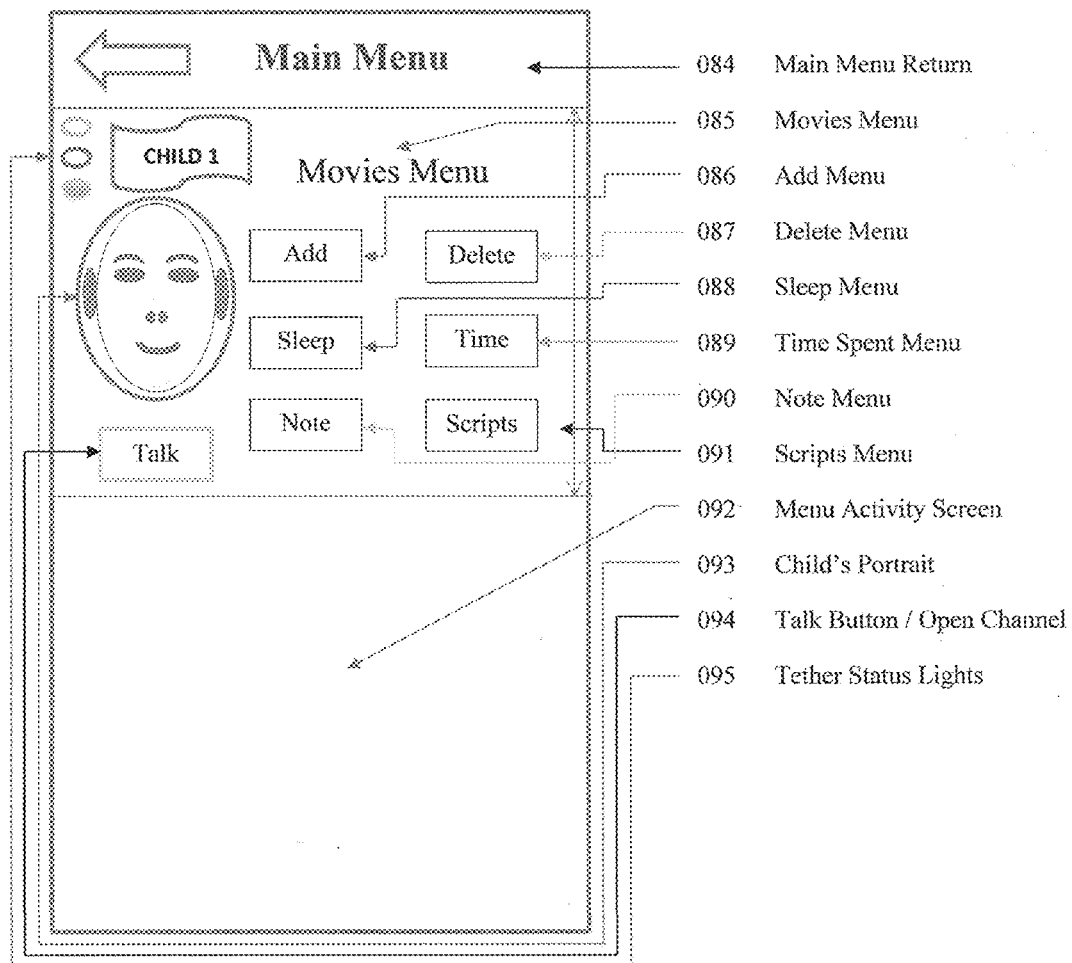 Main Menu
CHILD 1
Movies Menu
Add
Delete
Sleep
Time
Note
Scripts
Talk
084 Main Menu Return
085 Movies Menu
086 Add Menu
087 Delete Menu
088 Sleep Menu
089 Time Spent Menu
090 Note Menu
091 Scripts Menu
092 Menu Activity Screen
093 Child's Portrait
094 Talk Button / Open Channel
095 Tether Status Lights